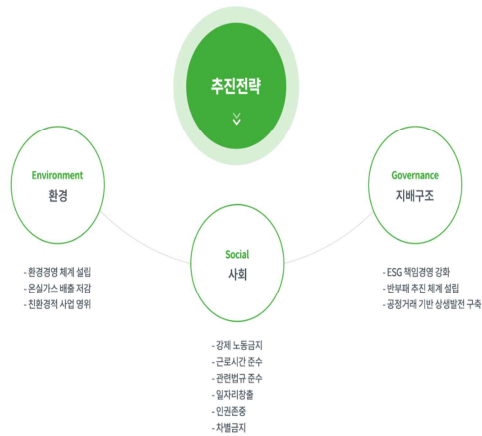 추진전략
Environment
환경
- 환경경영 체계 설립
- 온실가스 배출 저감
- 친환경적 사업 영위
Social
사회
- 강제 노동금지
- 근로시간 준수
- 관련법규 준수
- 일자리창출
- 인권존중
- 차별금지
Governance
지배구조
- ESG 책임경영 강화
- 반부패 추진 체계 설립
- 공정거래 기반 상생발전 구축